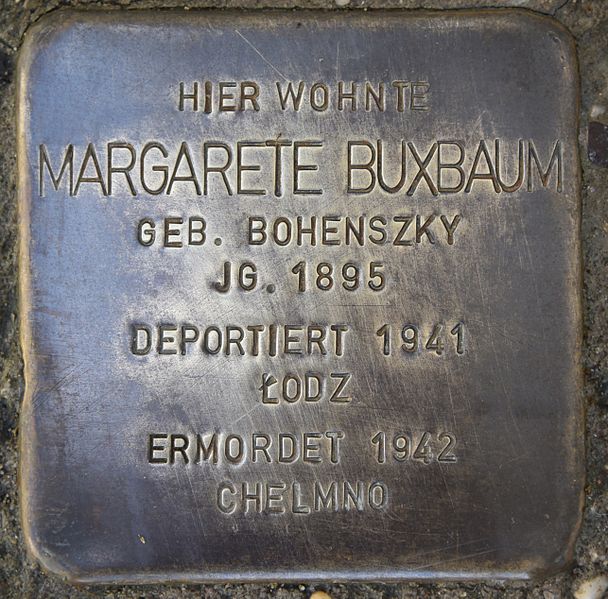 HIER WOHNTE
MARGARETE BUXBAUM
GEB. BOHENSZKY
JG. 1895
DEPORTIERT 1941
ŁODZ
ERMORDET 1942
CHELMNO